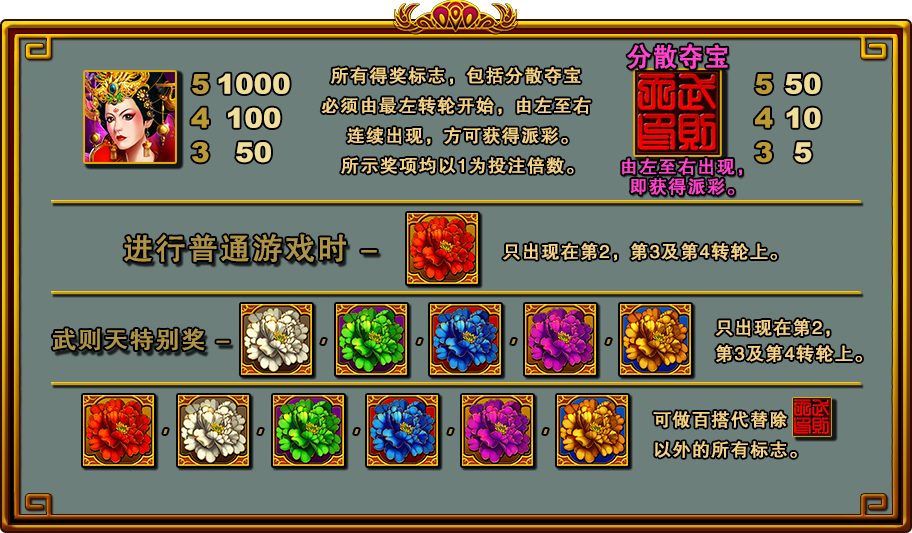 5 1000
4 100
3 50
所有得奖标志，包括分散夺宝
必须由最左转轮开始，由左至右
连续出现，方可获得派彩。
所示奖项均以1为投注倍数。
分散夺宝
武则
由左至右出现，
即获得派彩。
5 50
4 10
3 5
进行普通游戏时 –
只出现在第2，第3及第4转轮上。
武则天特别奖 –
只出现在第2，
第3及第4转轮上。
可做百搭代替除
以外的所有标志。